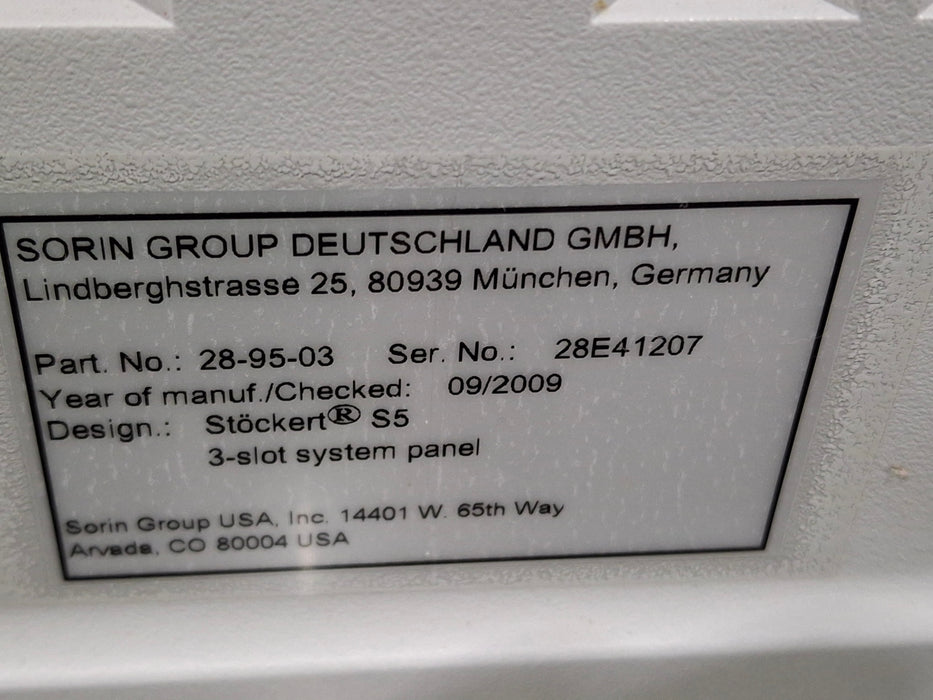 SORIN GROUP DEUTSCHLAND GMBH,
Lindberghstrasse 25, 80939 München, Germany
Part. No.: 28-95-03 Ser. No.: 28E41207
Year of manuf./Checked: 09/2009
Design.: Stöckert® S5
3-slot system panel
Sorin Group USA, Inc. 14401 W. 65th Way
Arvada, CO 80004 USA